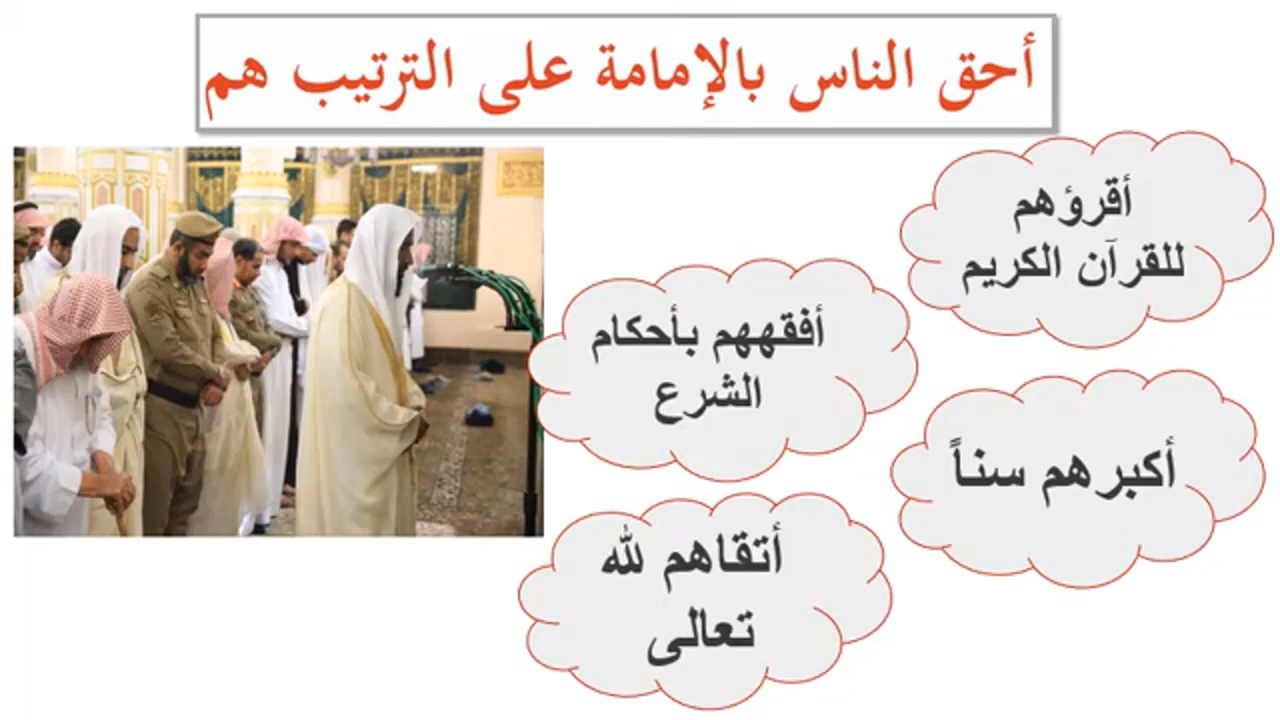 أحق الناس بالإمامة على الترتيب هم
أقرؤهم
للقرآن الكريم
أفقههم بأحكام
الشرع
أكبرهم سناً
أتقاهم لله
تعالى